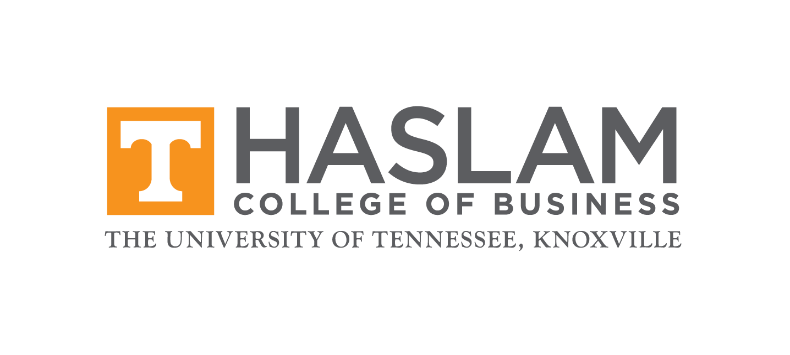 T HASLAM
COLLEGE OF BUSINESS
THE UNIVERSITY OF TENNESSEE, KNOXVILLE